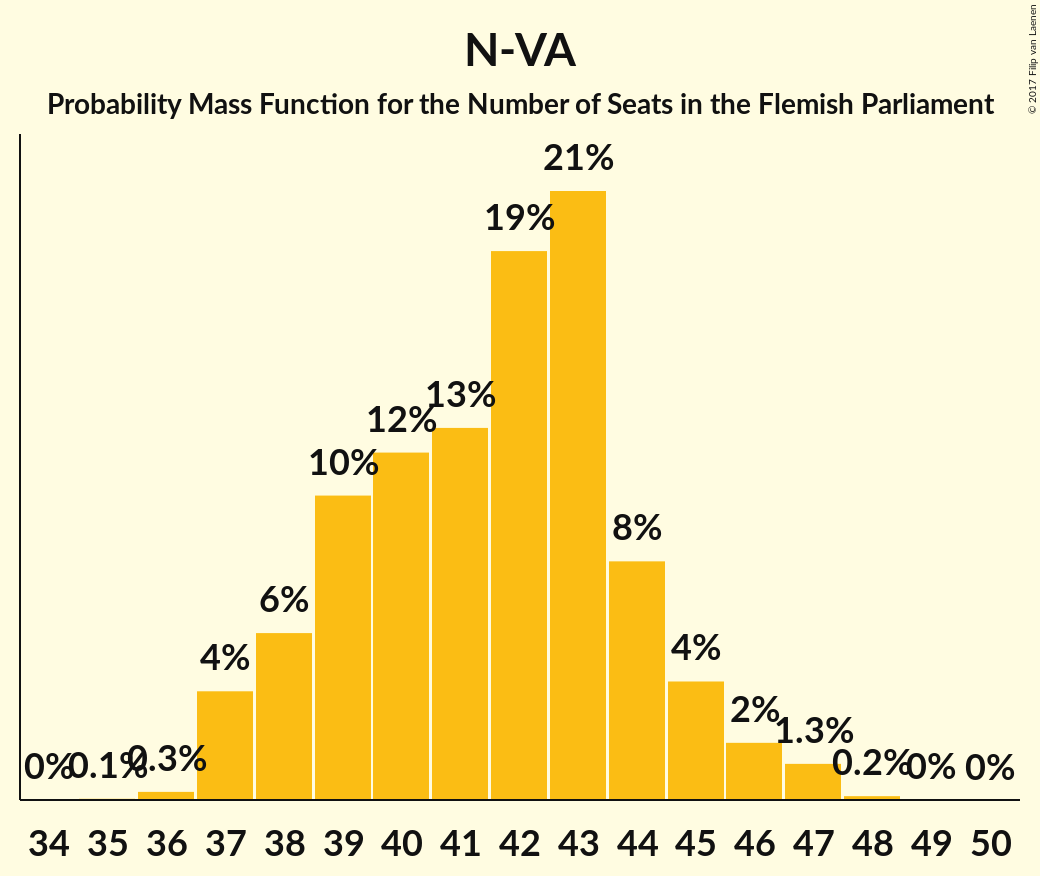 N-VA
Probability Mass Function for the Number of Seats in the Flemish Parliament
© 2017 Filip van Laenen
0% 0.1% 0.3% 4% 6% 10% 12% 13% 19% 21% 8% 4% 2% 1.3% 0.2% 0% 0%
34 35 36 37 38 39 40 41 42 43 44 45 46 47 48 49 50